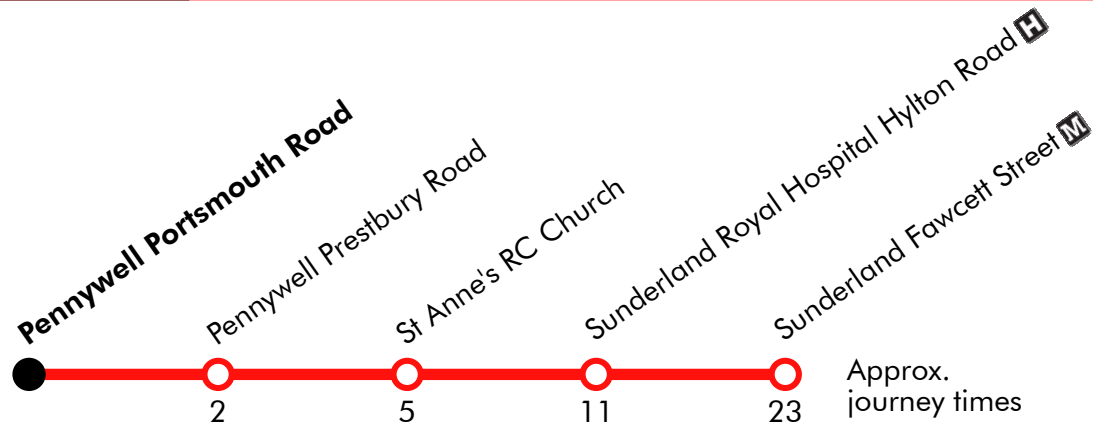 Pennywell Portsmouth Road
Pennywell Prestbury Road
St Anne's RC Church
Sunderland Royal Hospital Hylton Road H
Sunderland Fawcett Street M
2
5
11
23
Approx.
journey times